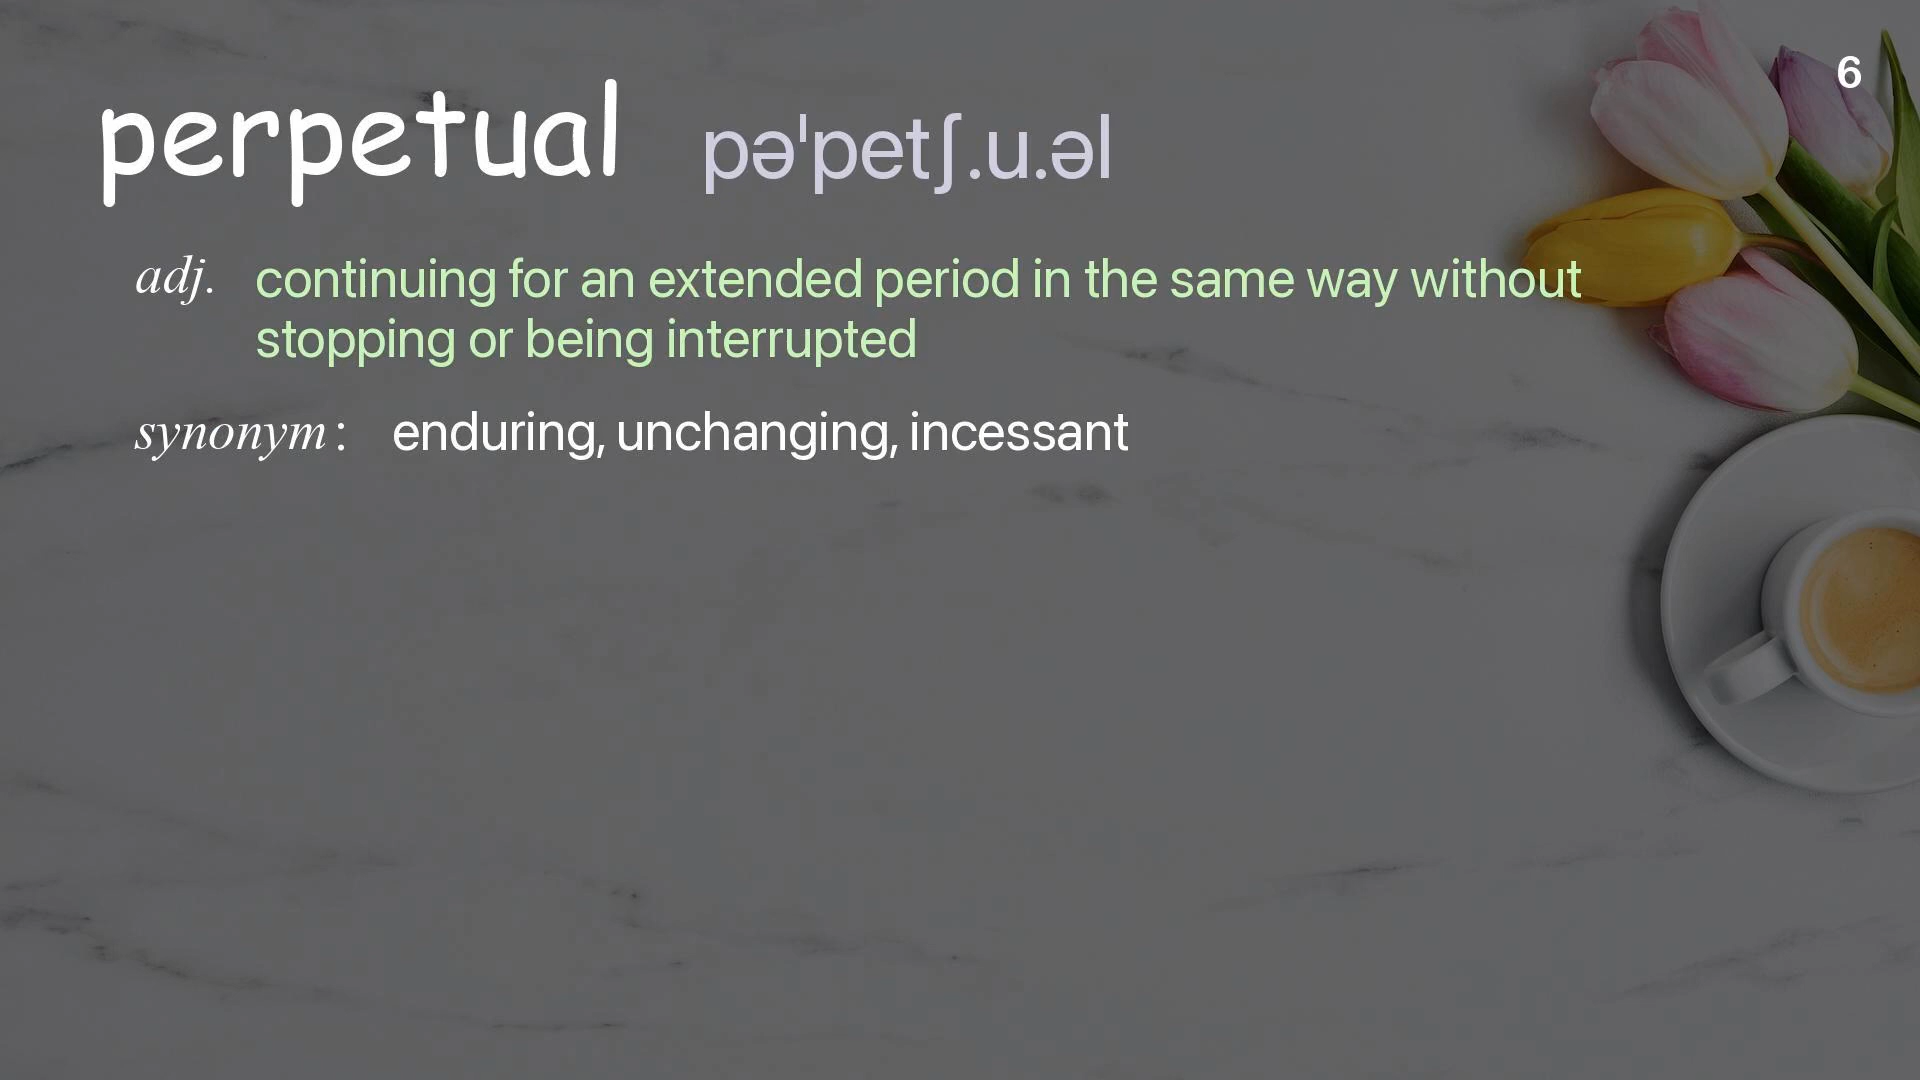 6
perpetual pəˈpetʃ.u.əl
adj. continuing for an extended period in the same way without
stopping or being interrupted
synonym: enduring, unchanging, incessant